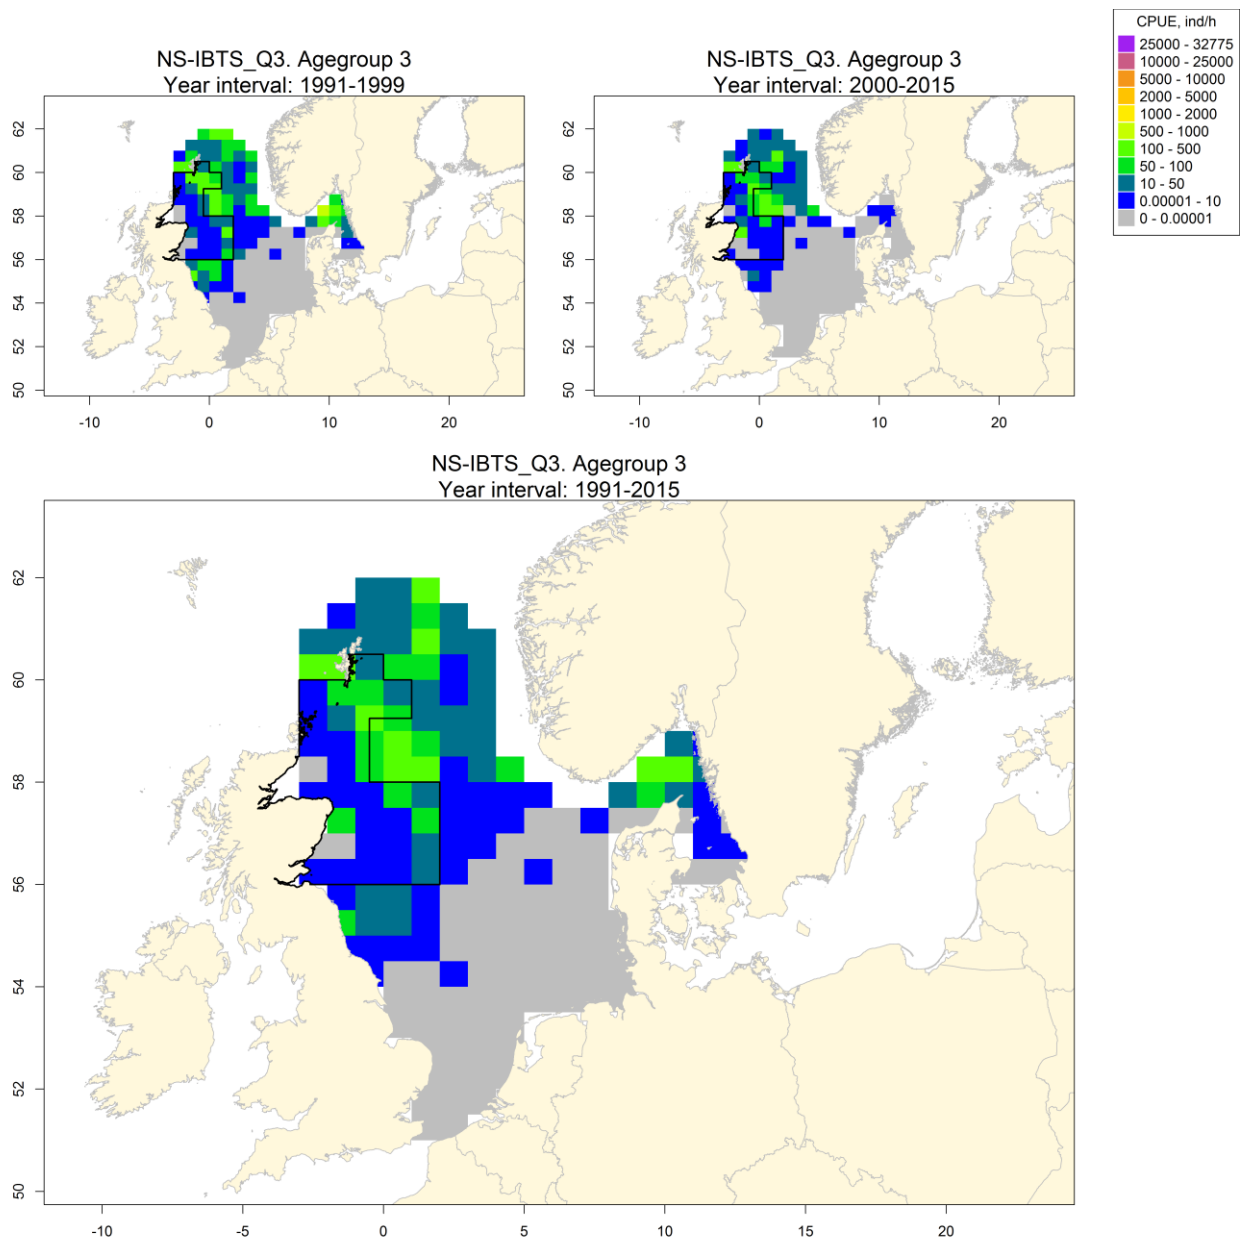 CPUE, ind/h
25000 - 32775
10000 - 25000
5000 - 10000
2000 - 5000
1000 - 2000
500 - 1000
100 - 500
50 - 100
10 - 50
0.00001 - 10
0 - 0.00001
NS-IBTS_Q3. Agegroup 3
Year interval: 1991-1999
62
60
58
56
54
52
50
-10
0
10
20
NS-IBTS_Q3. Agegroup 3
Year interval: 2000-2015
62
60
58
56
54
52
50
-10
0
10
20
NS-IBTS_Q3. Agegroup 3
Year interval: 1991-2015
62
60
58
56
54
52
50
-10
-5
0
5
10
15
20